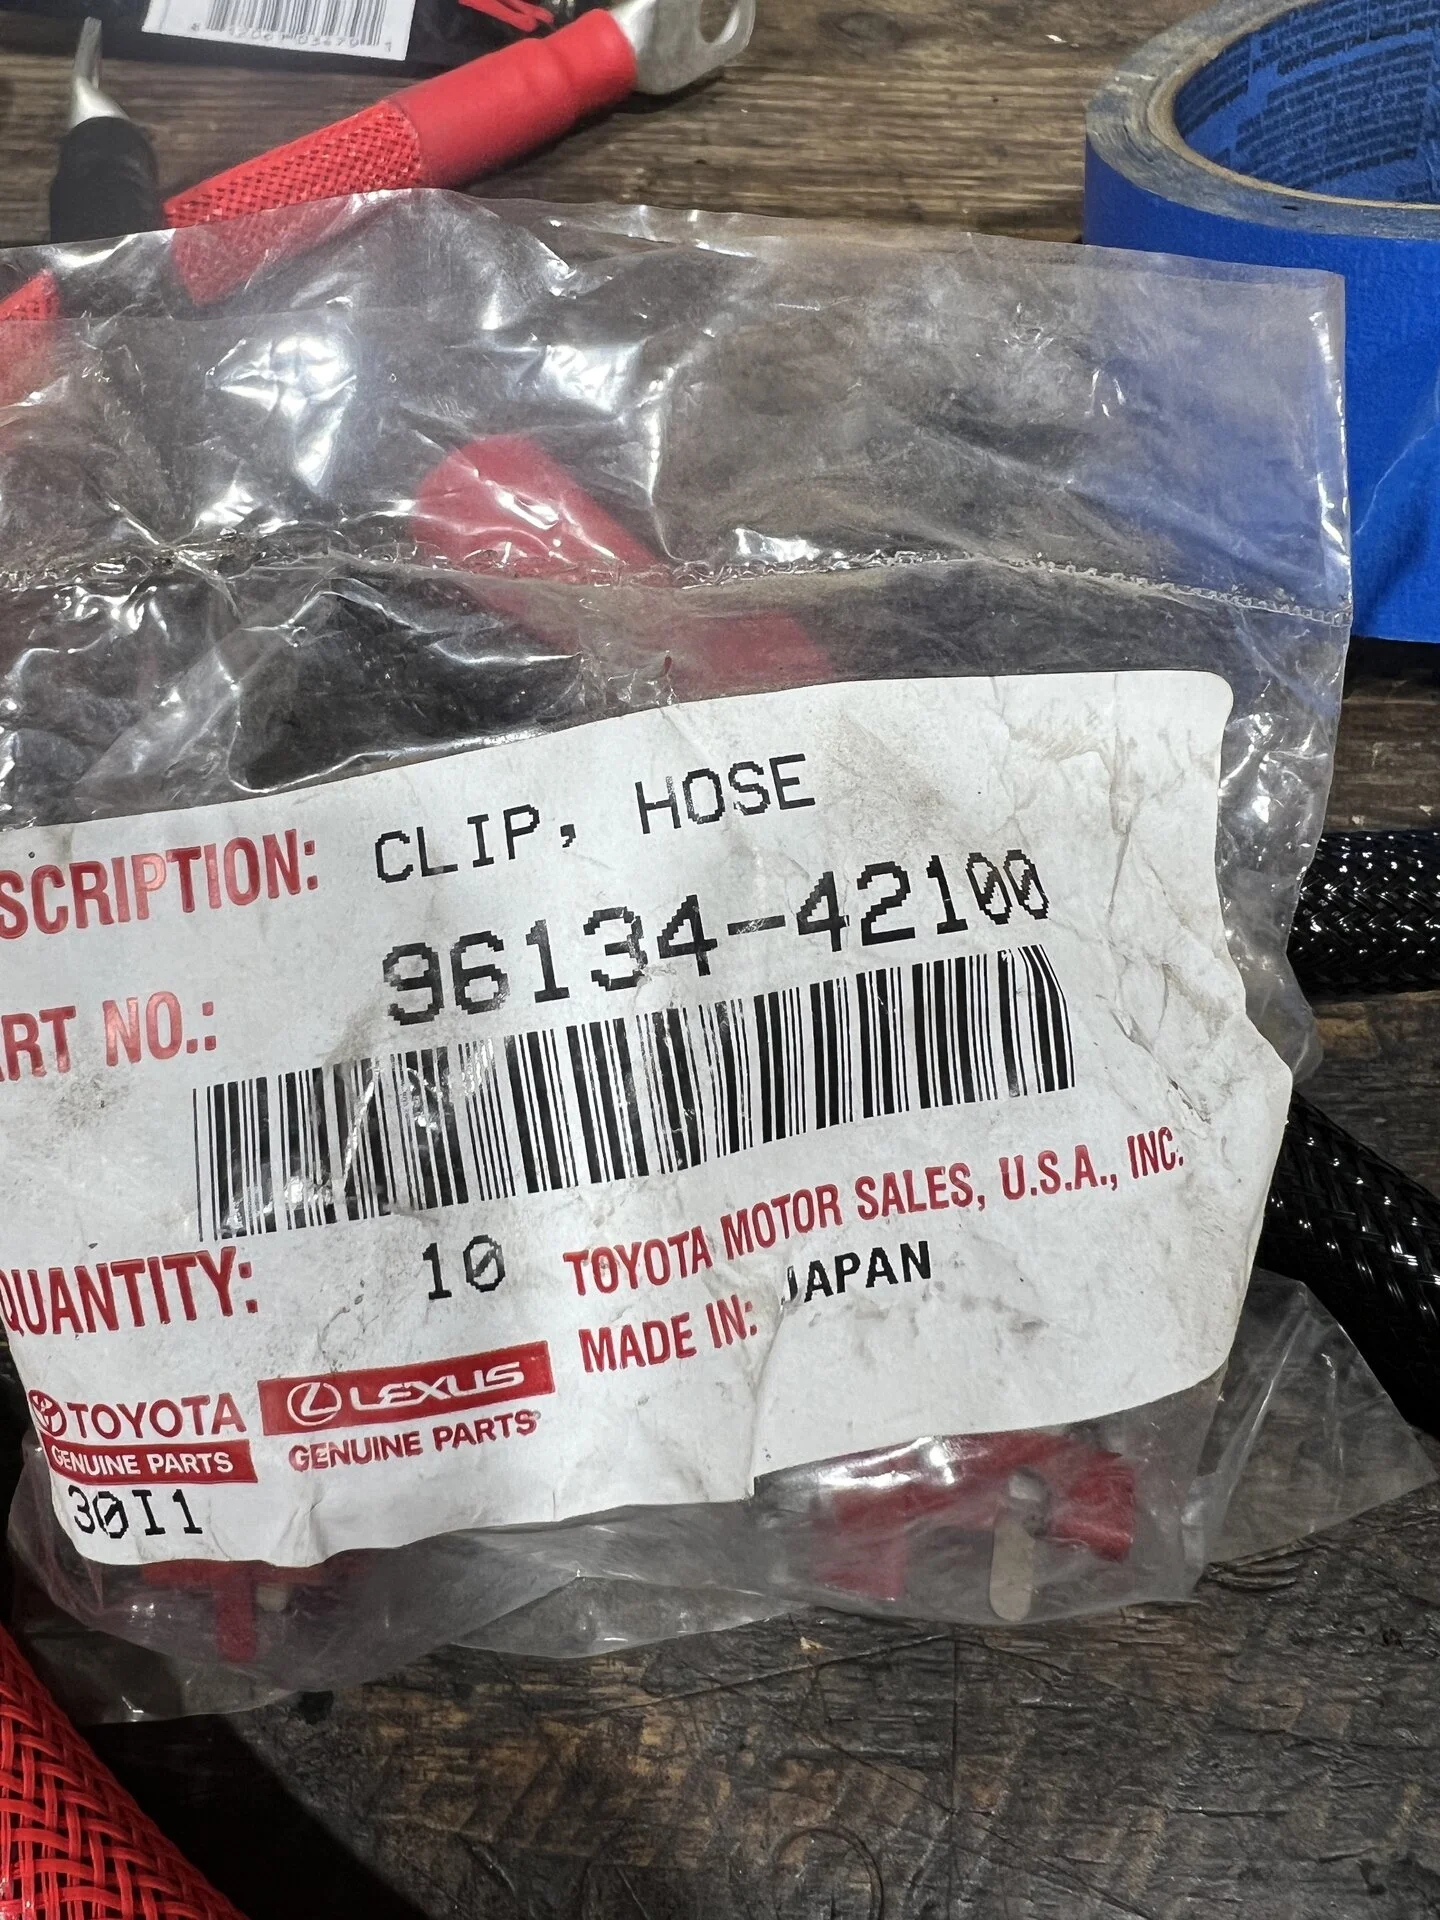 SCRIPTION: CLIP, HOSE
ART NO.: 96134-42100
QUANTITY: 10
TOYOTA MOTOR SALES, U.S.A., INC.
MADE IN: JAPAN
TOYOTA
GENUINE PARTS
LEXUS
GENUINE PARTS
30I1